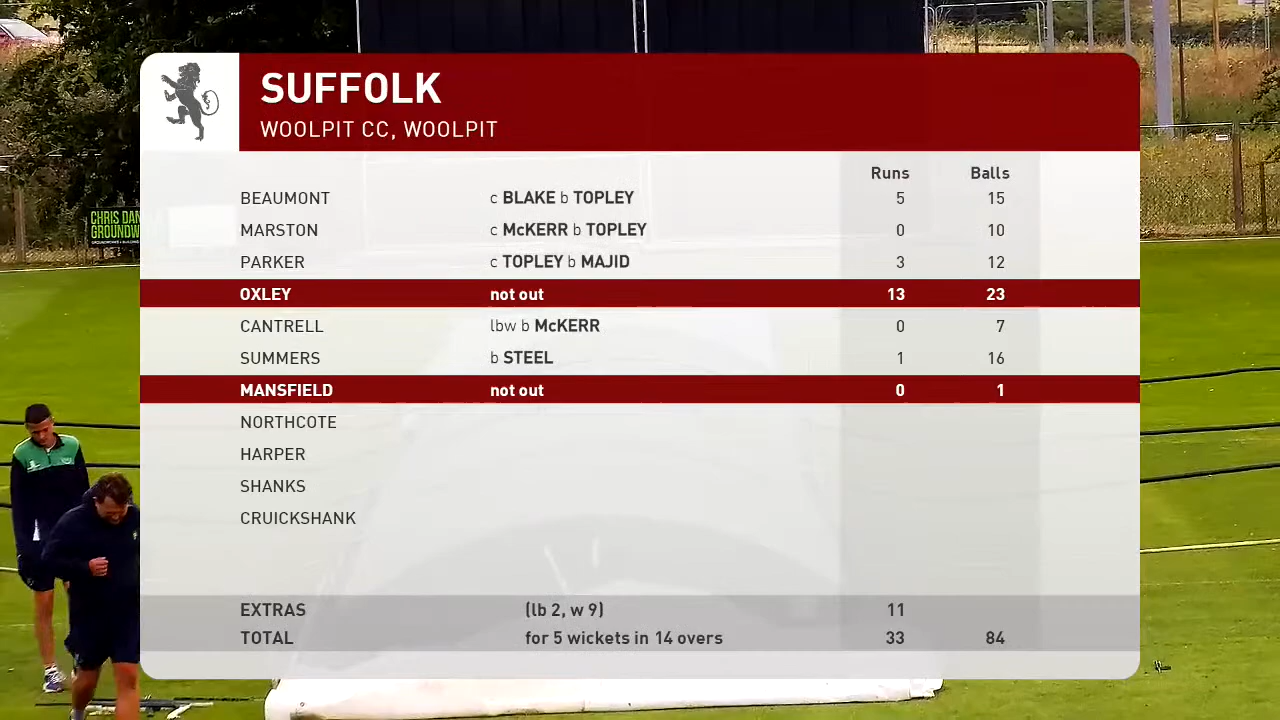 SUFFOLK
WOOLPIT CC, WOOLPIT
Runs Balls
BEAUMONT c BLAKE b TOPLEY 5 15
MARSTON c McKERR b TOPLEY 0 10
PARKER c TOPLEY b MAJID 3 12
OXLEY not out 13 23
CANTRELL lbw b McKERR 0 7
SUMMERS b STEEL 1 16
MANSFIELD not out 0 1
NORTHCOTE
HARPER
SHANKS
CRUICKSHANK
EXTRAS (lb 2, w 9) 11
TOTAL for 5 wickets in 14 overs 33 84
CHRIS DAN
GROUNDW